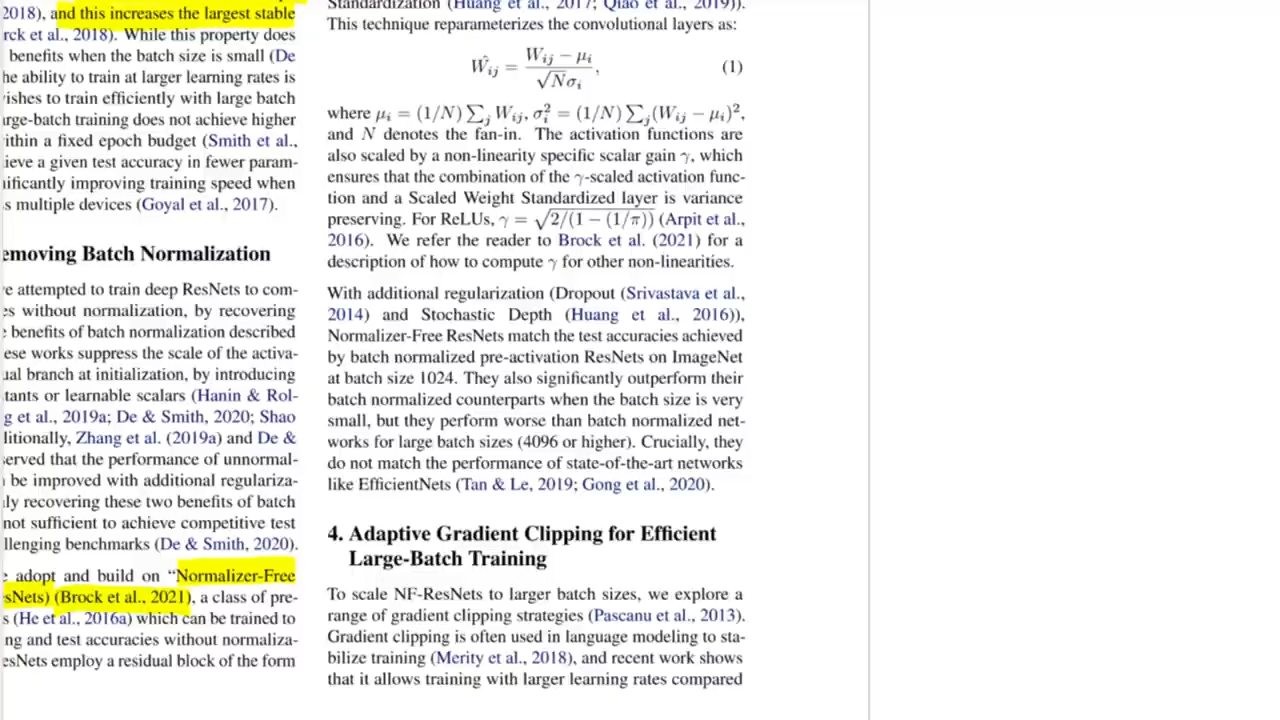 2018), and this increases the largest stable
rck et al., 2018). While this property does
benefits when the batch size is small (De
he ability to train at larger learning rates is
ishes to train efficiently with large batch
rge-batch training does not achieve higher
ithin a fixed epoch budget (Smith et al.,
ieve a given test accuracy in fewer param-
ificantly improving training speed when
s multiple devices (Goyal et al., 2017).
emoving Batch Normalization
e attempted to train deep ResNets to com-
es without normalization, by recovering
benefits of batch normalization described
ese works suppress the scale of the activa-
ual branch at initialization, by introducing
tants or learnable scalars (Hanin & Rol-
g et al., 2019a; De & Smith, 2020; Shao
litionally, Zhang et al. (2019a) and De &
served that the performance of unnormal-
be improved with additional regulariza-
ly recovering these two benefits of batch
not sufficient to achieve competitive test
llenging benchmarks (De & Smith, 2020).
e adopt and build on “Normalizer-Free
sNets) (Brock et al., 2021), a class of pre-
s (He et al., 2016a) which can be trained to
ng and test accuracies without normaliza-
esNets employ a residual block of the form
Standardization (Huang et al., 2017; Qiao et al., 2019)).
This technique reparameterizes the convolutional layers as:
Ŵij = (Wij − μi) / (√N σi), (1)
where μi = (1/N) ∑j Wij, σi² = (1/N) ∑j(Wij − μi)²,
and N denotes the fan-in. The activation functions are
also scaled by a non-linearity specific scalar gain γ, which
ensures that the combination of the γ-scaled activation func-
tion and a Scaled Weight Standardized layer is variance
preserving. For ReLUs, γ = √2/(1 − (1/π)) (Arpit et al.,
2016). We refer the reader to Brock et al. (2021) for a
description of how to compute γ for other non-linearities.
With additional regularization (Dropout (Srivastava et al.,
2014) and Stochastic Depth (Huang et al., 2016)),
Normalizer-Free ResNets match the test accuracies achieved
by batch normalized pre-activation ResNets on ImageNet
at batch size 1024. They also significantly outperform their
batch normalized counterparts when the batch size is very
small, but they perform worse than batch normalized net-
works for large batch sizes (4096 or higher). Crucially, they
do not match the performance of state-of-the-art networks
like EfficientNets (Tan & Le, 2019; Gong et al., 2020).
4. Adaptive Gradient Clipping for Efficient
Large-Batch Training
To scale NF-ResNets to larger batch sizes, we explore a
range of gradient clipping strategies (Pascanu et al., 2013).
Gradient clipping is often used in language modeling to sta-
bilize training (Merity et al., 2018), and recent work shows
that it allows training with larger learning rates compared